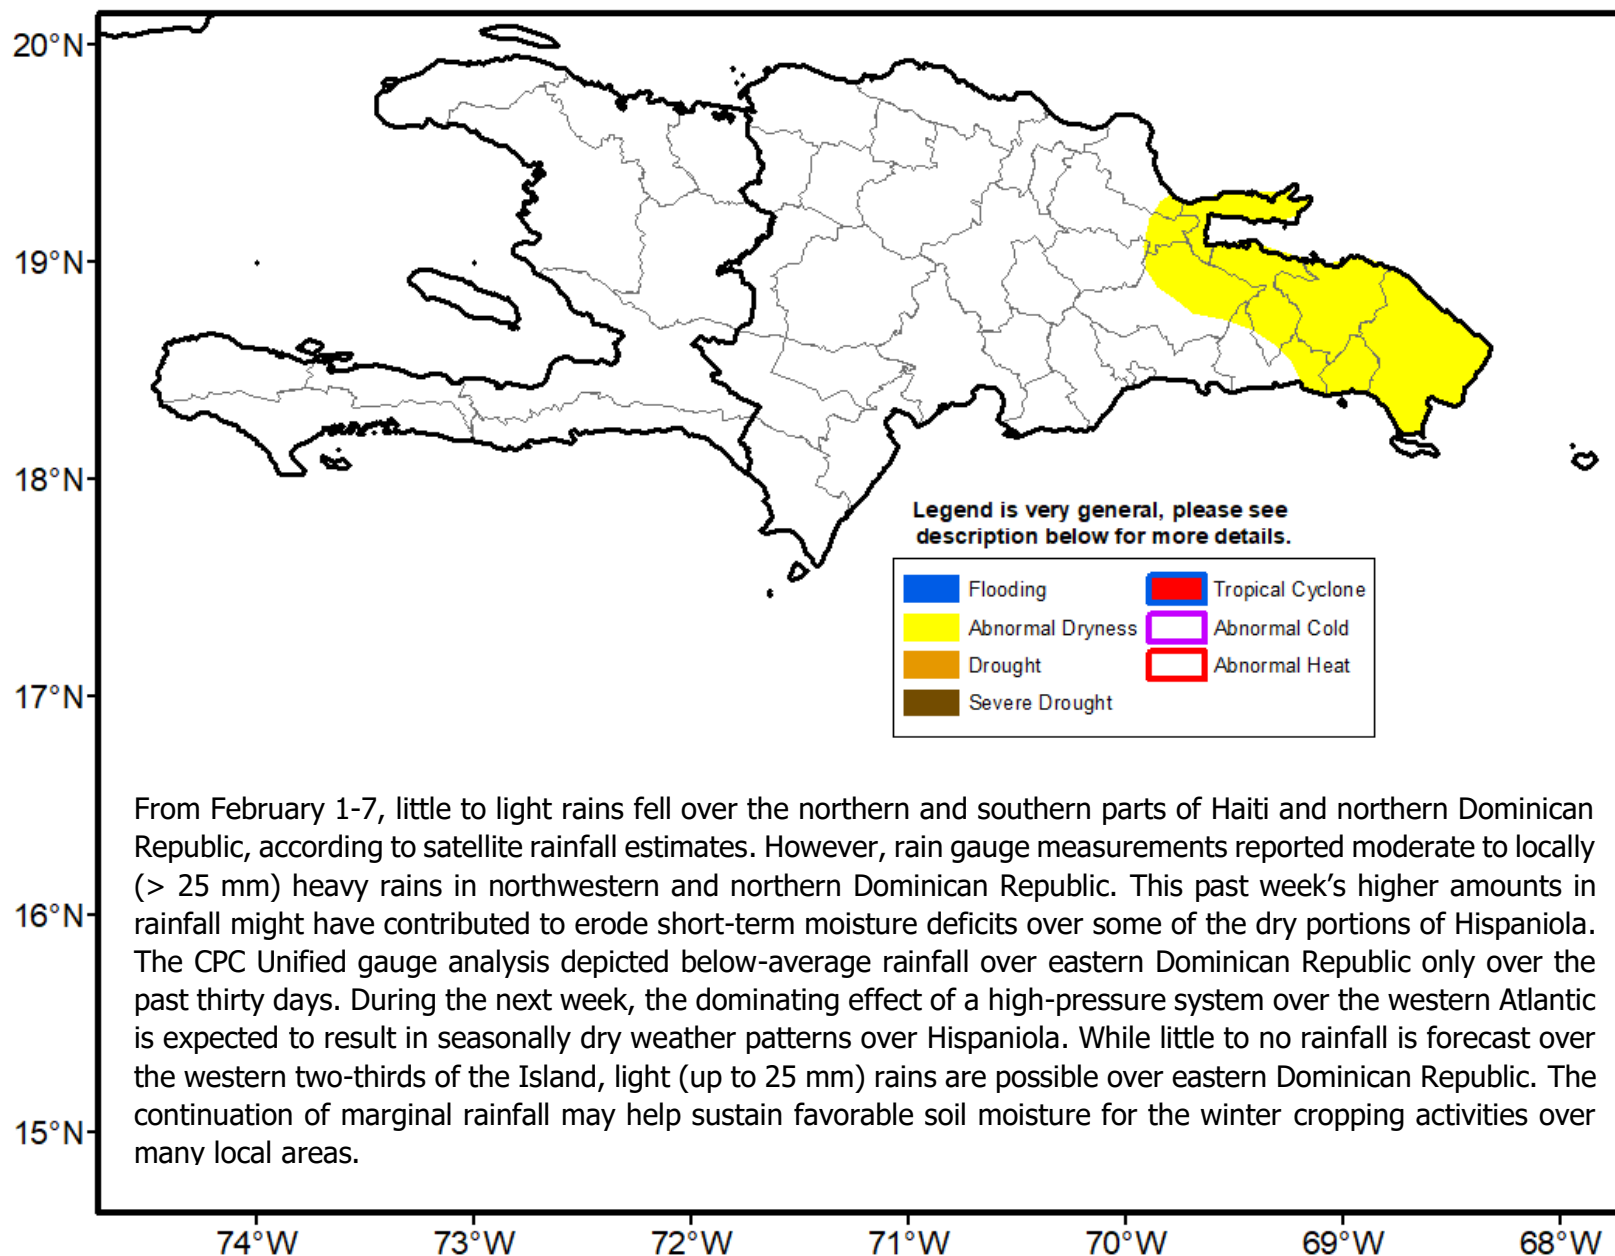 20°N
19°N
18°N
17°N
16°N
15°N
Legend is very general, please see
description below for more details.
Flooding
Tropical Cyclone
Abnormal Dryness
Abnormal Cold
Drought
Abnormal Heat
Severe Drought
From February 1-7, little to light rains fell over the northern and southern parts of Haiti and northern Dominican
Republic, according to satellite rainfall estimates. However, rain gauge measurements reported moderate to locally
(> 25 mm) heavy rains in northwestern and northern Dominican Republic. This past week’s higher amounts in
rainfall might have contributed to erode short-term moisture deficits over some of the dry portions of Hispaniola.
The CPC Unified gauge analysis depicted below-average rainfall over eastern Dominican Republic only over the
past thirty days. During the next week, the dominating effect of a high-pressure system over the western Atlantic
is expected to result in seasonally dry weather patterns over Hispaniola. While little to no rainfall is forecast over
the western two-thirds of the Island, light (up to 25 mm) rains are possible over eastern Dominican Republic. The
continuation of marginal rainfall may help sustain favorable soil moisture for the winter cropping activities over
many local areas.
74°W
73°W
72°W
71°W
70°W
69°W
68°W